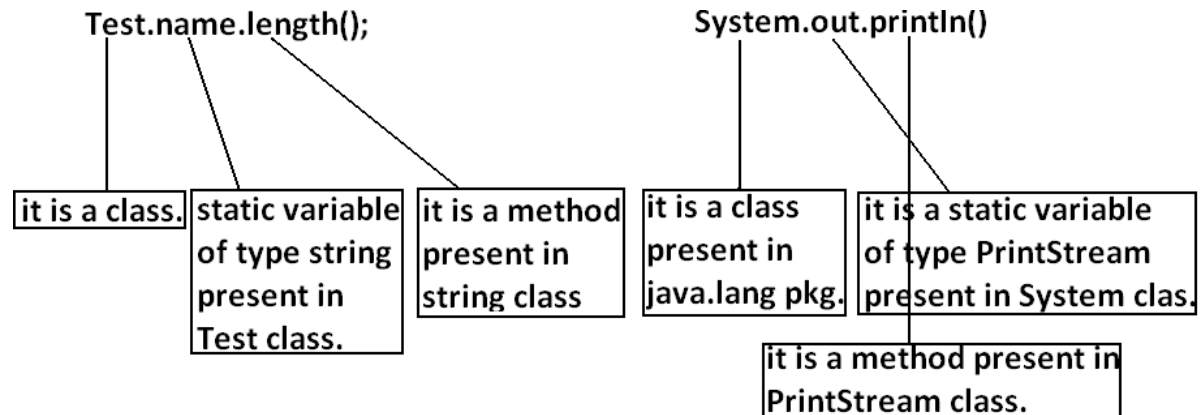 Test.name.length();
System.out.println()
it is a class.
static variable
of type string
present in
Test class.
it is a method
present in
string class
it is a class
present in
java.lang pkg.
it is a static variable
of type PrintStream
present in System clas.
it is a method present in
PrintStream class.